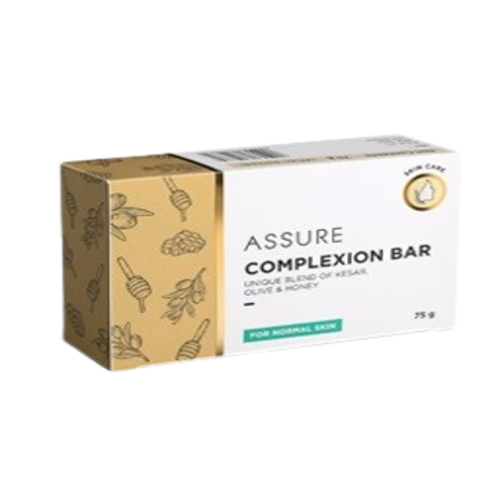 SKIN CARE
ASSURE
COMPLEXION BAR
UNIQUE BLEND OF KESAR,
OLIVE & HONEY
FOR NORMAL SKIN
75 g